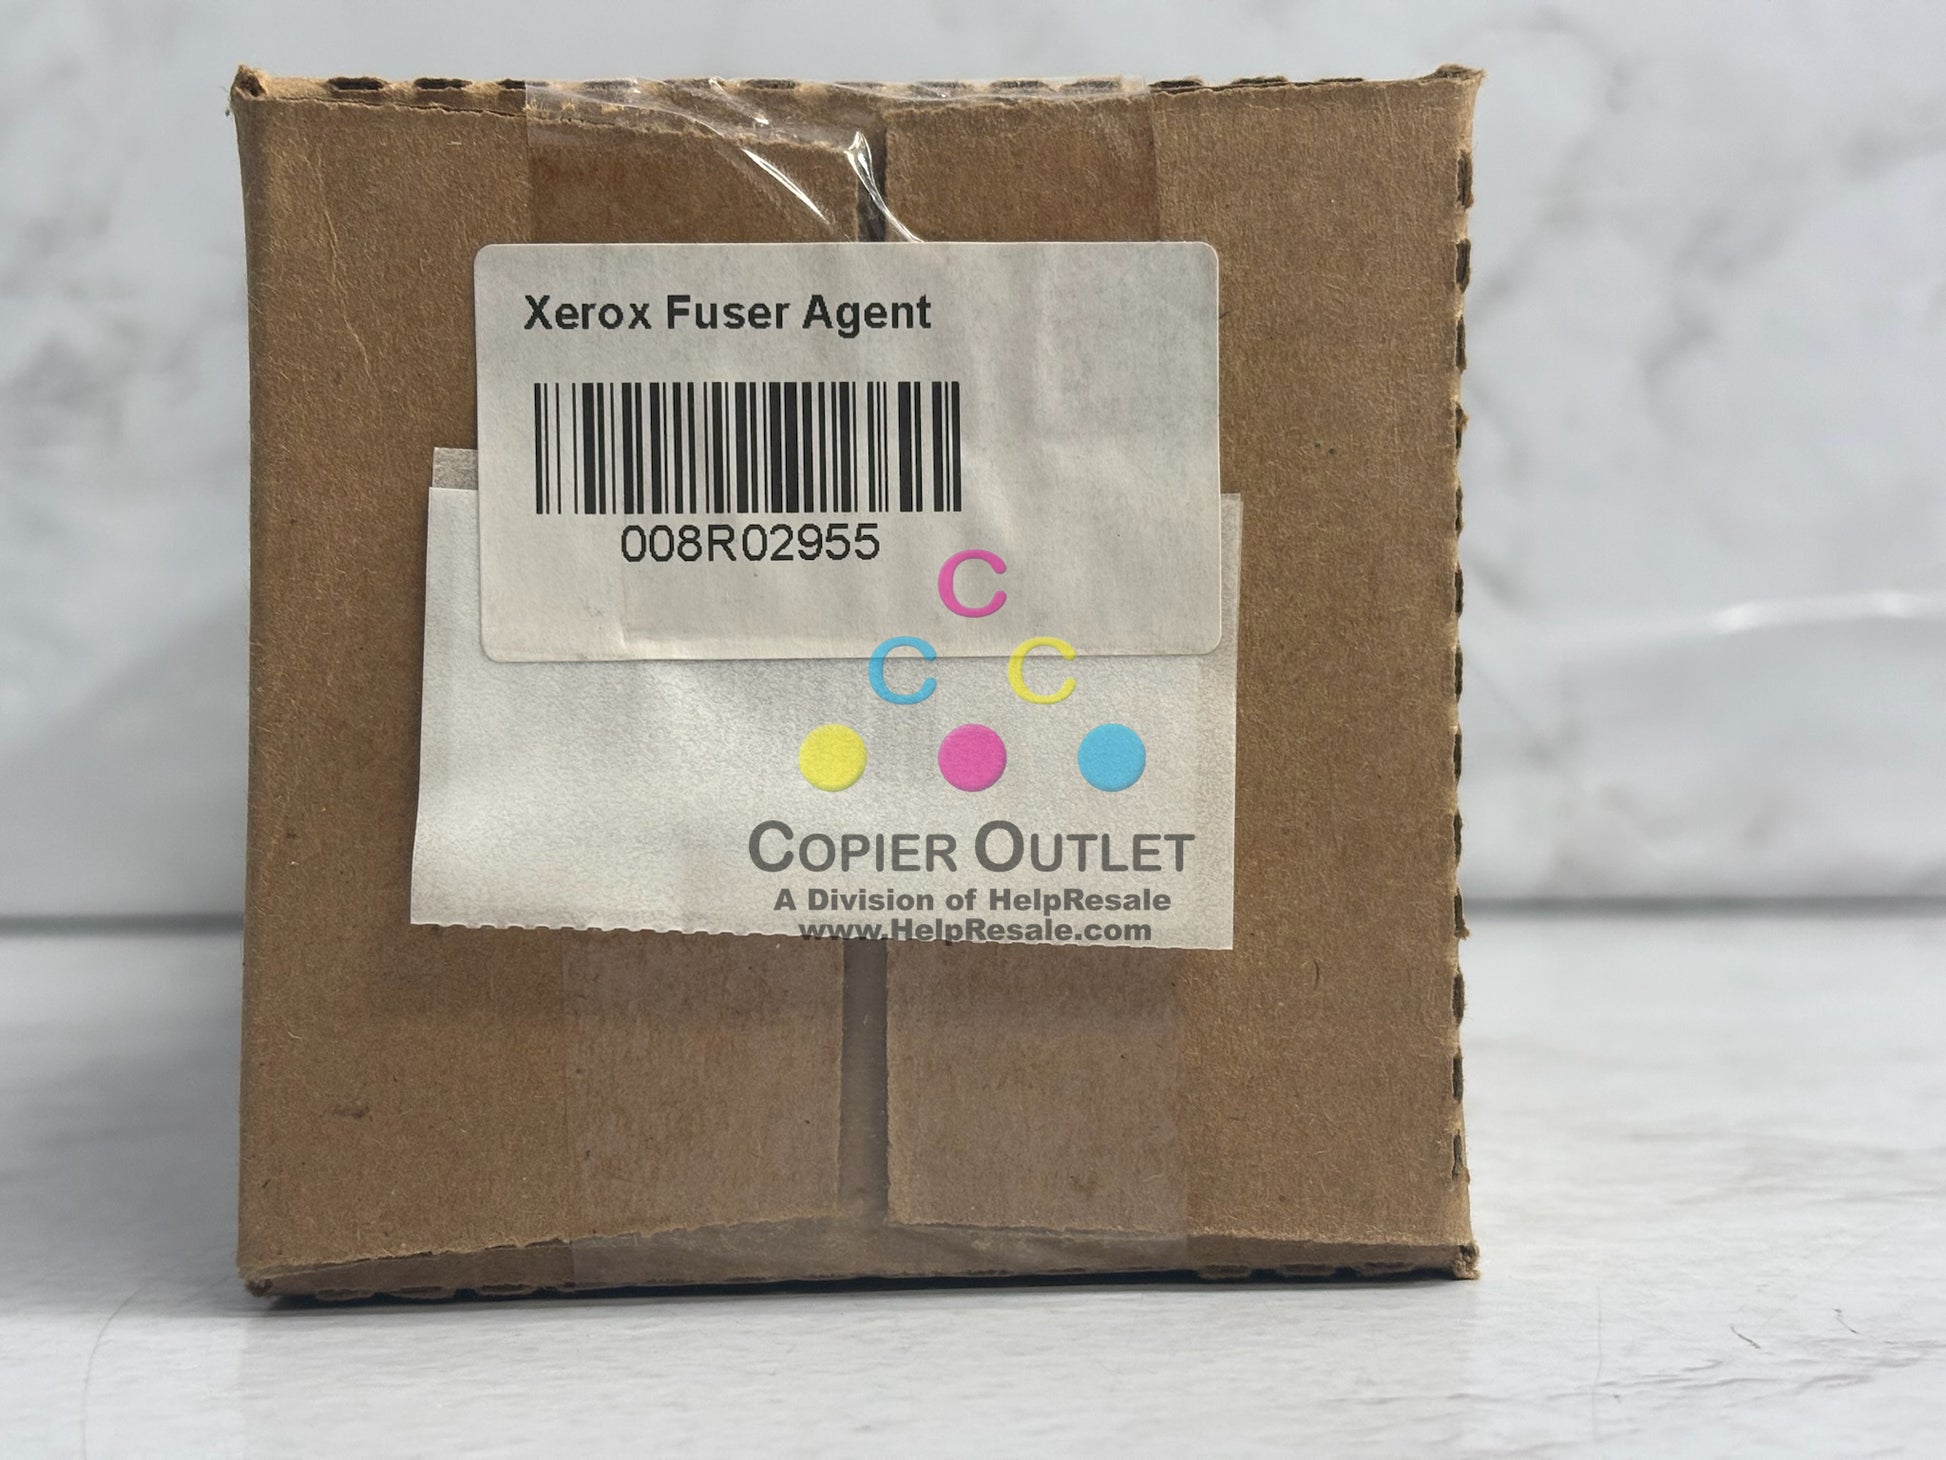 Xerox Fuser Agent
008R02955
C
C C
COPIER OUTLET
A Division of HelpResale
www.HelpResale.com